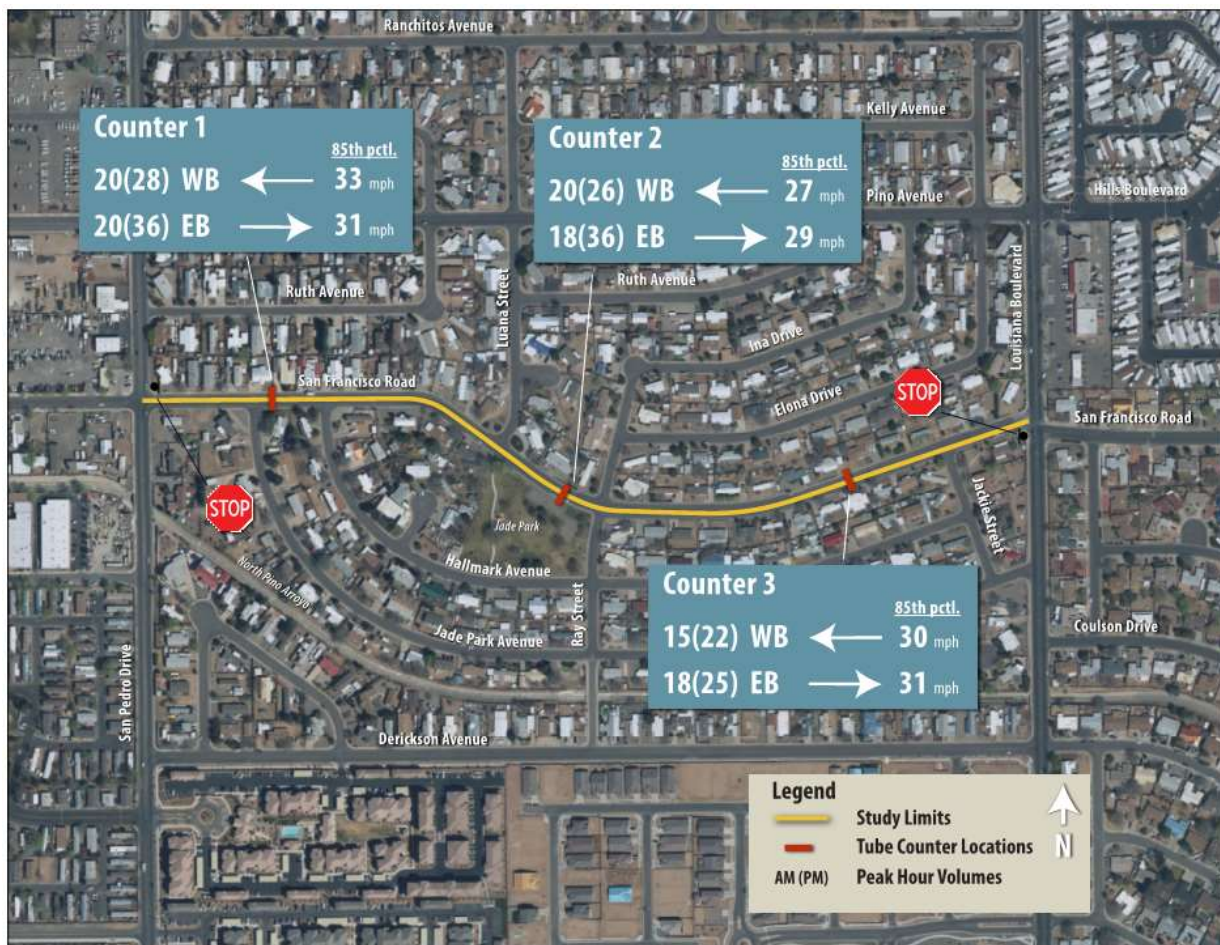 Ranchitos Avenue
Kelly Avenue
Counter 1
85th pctl.
20(28) WB 33 mph
20(36) EB 31 mph
Counter 2
85th pctl.
20(26) WB 27 mph
18(36) EB 29 mph
Pino Avenue
Hills Boulevard
Ruth Avenue
Luana Street
Ruth Avenue
Louisiana Boulevard
Ina Drive
San Francisco Road
Elona Drive
STOP
San Francisco Road
STOP
Jade Park
Jackie Street
North Pino Arroyo
Hallmark Avenue
Ray Street
Jade Park Avenue
San Pedro Drive
Counter 3
85th pctl.
15(22) WB 30 mph
18(25) EB 31 mph
Coulson Drive
Derickson Avenue
Legend
Study Limits
Tube Counter Locations
AM (PM) Peak Hour Volumes
N